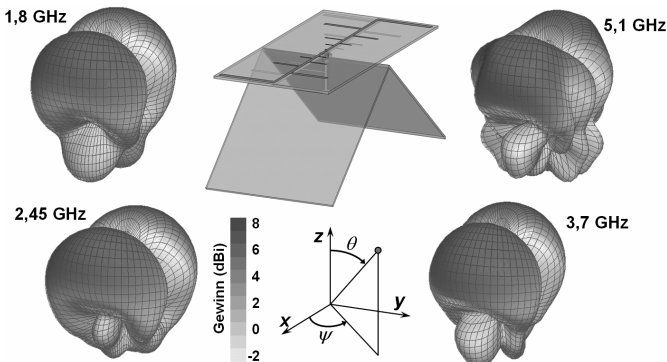 1,8 GHz
5,1 GHz
2,45 GHz
3,7 GHz
Gewinn (dBi)
8
6
4
2
0
-2
z
θ
y
x
ψ